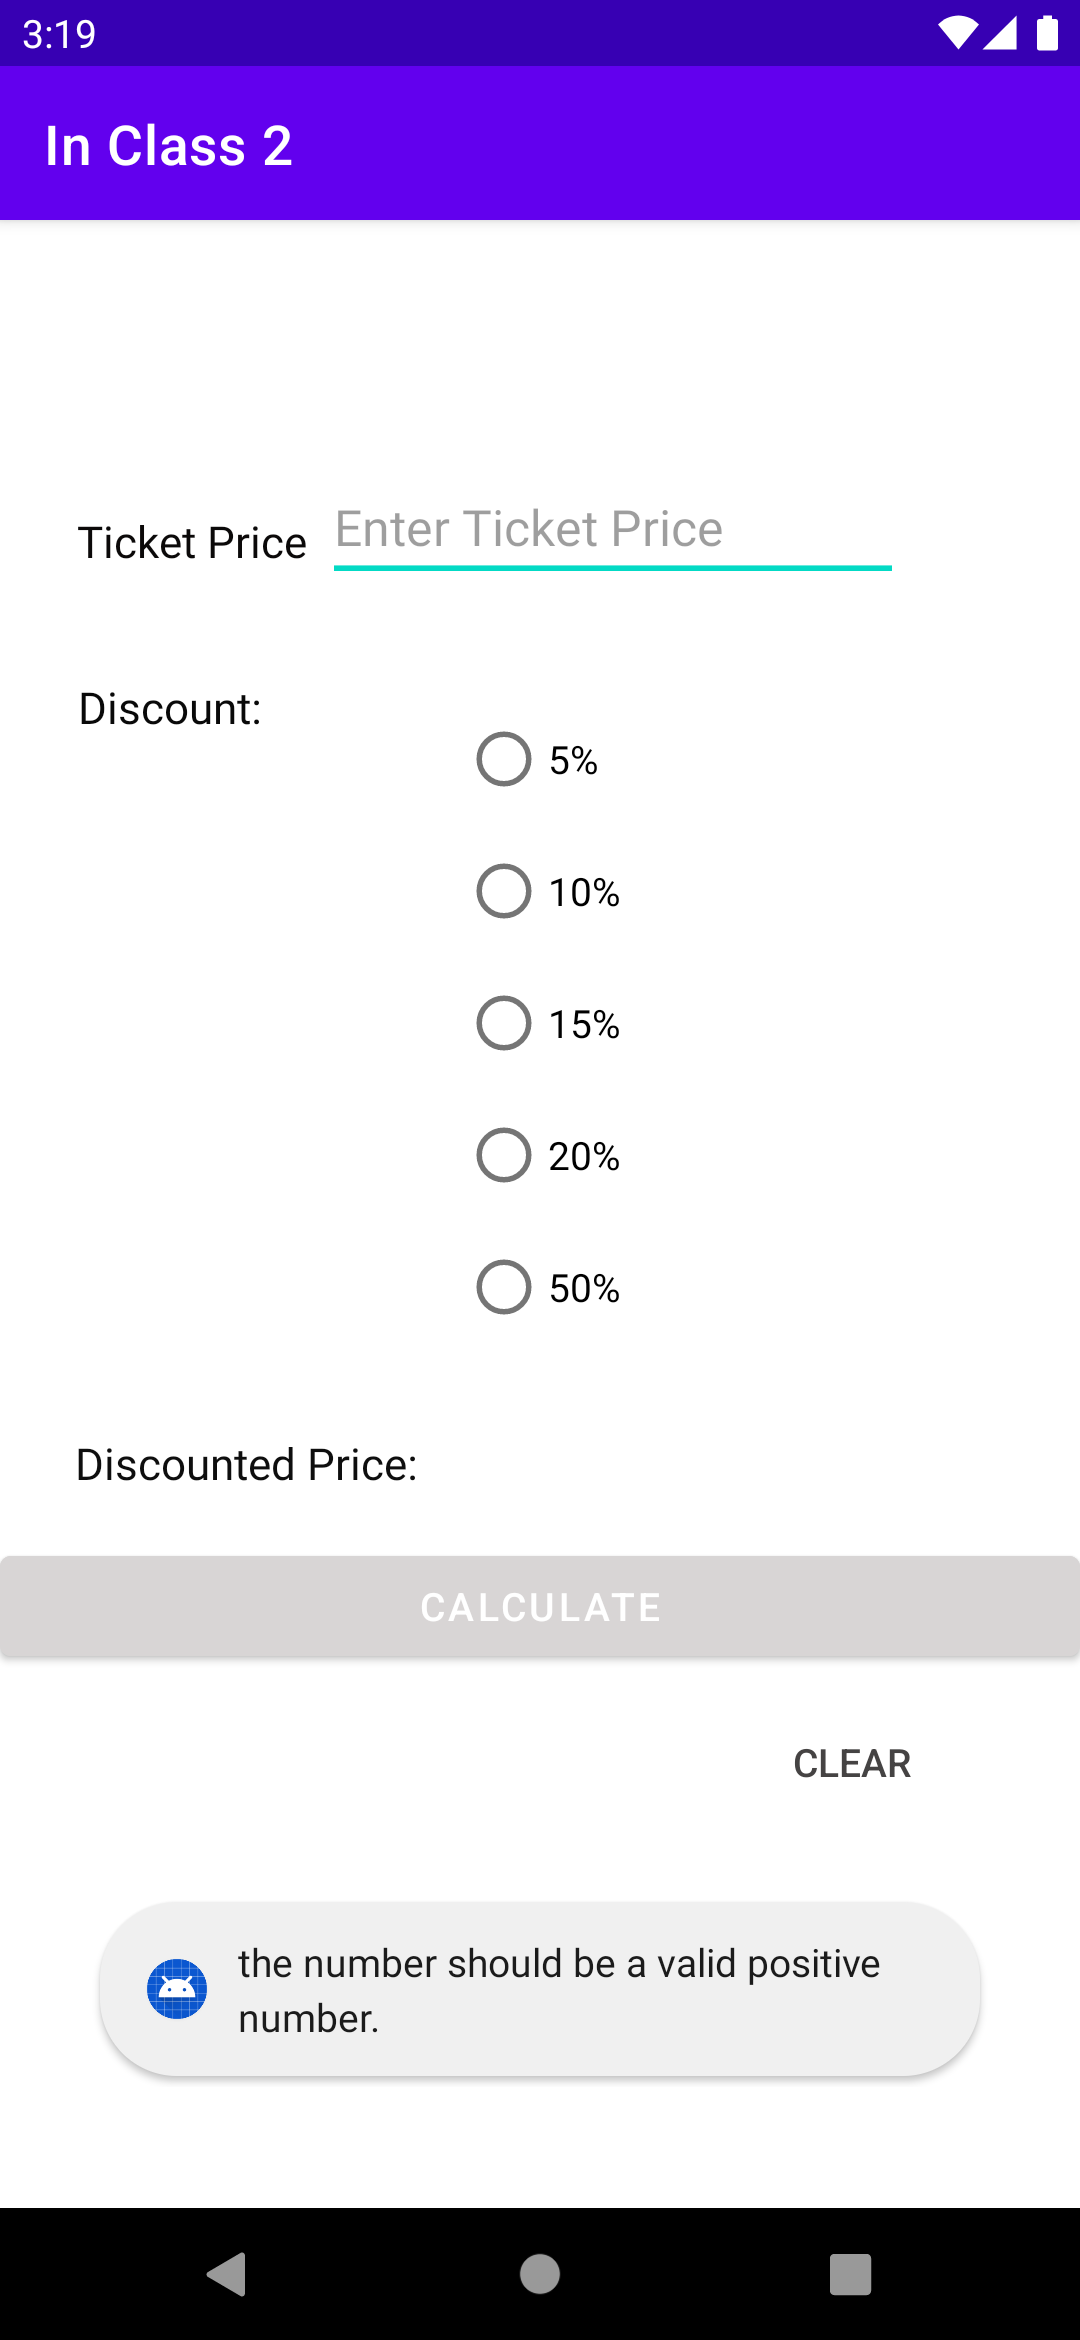 3:19
In Class 2
Ticket Price Enter Ticket Price
Discount:
5%
10%
15%
20%
50%
Discounted Price:
CALCULATE
CLEAR
the number should be a valid positive
number.